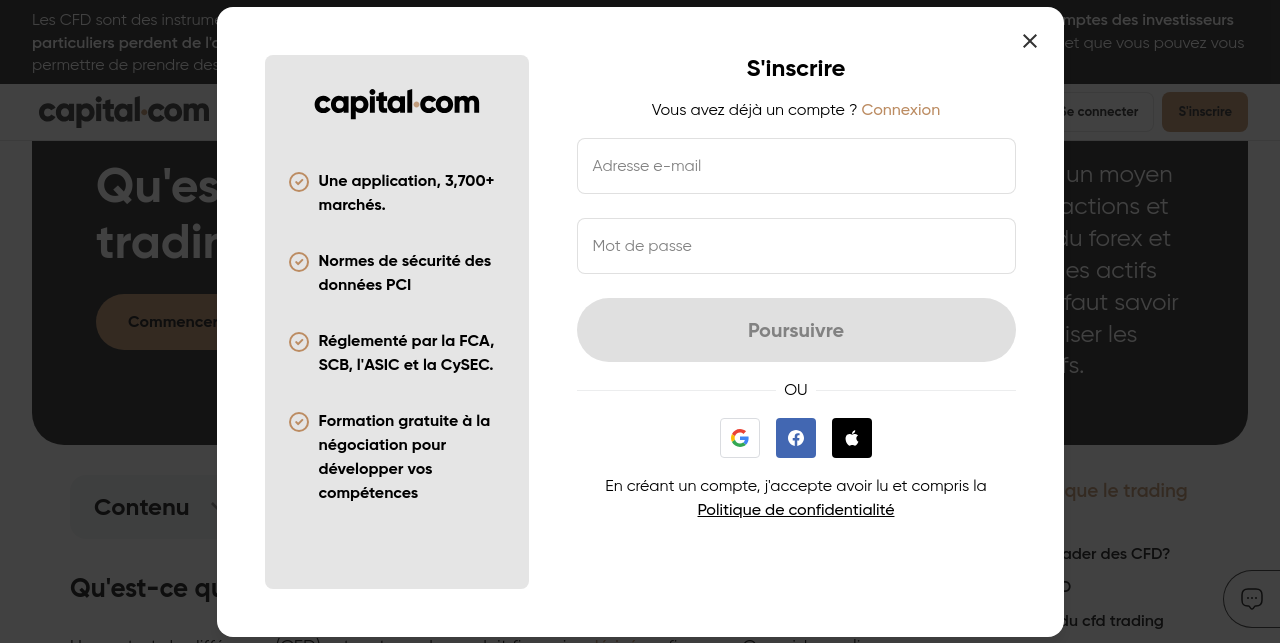 Les CFD sont des instrume
mptes des investisseurs
particuliers perdent de l'a
et que vous pouvez vous
permettre de prendre des
capital.com
Se connecter
S'inscrire
Qu'es
tradin
Commencer
un moyen
actions et
du forex et
es actifs
faut savoir
iser les
fs.
Contenu
que le trading
ader des CFD?
D
du cfd trading
Qu'est-ce qu
capital.com
Une application, 3,700+
marchés.
Normes de sécurité des
données PCI
Réglementé par la FCA,
SCB, l'ASIC et la CySEC.
Formation gratuite à la
négociation pour
développer vos
compétences
S'inscrire
Vous avez déjà un compte ? Connexion
Adresse e-mail
Mot de passe
Poursuivre
OU
En créant un compte, j'accepte avoir lu et compris la
Politique de confidentialité